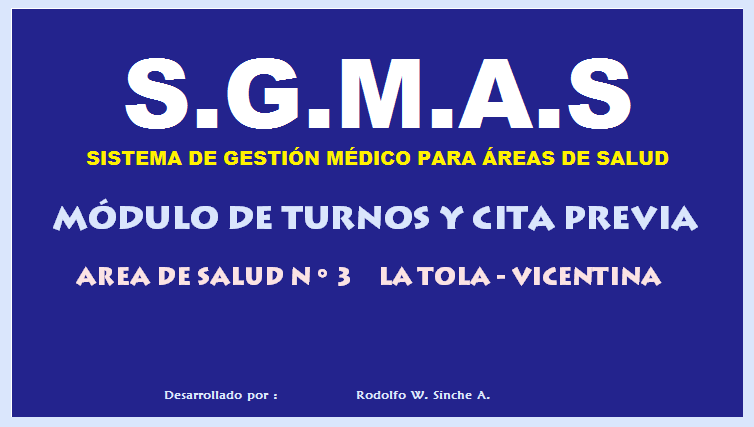 S.G.M.A.S
SISTEMA DE GESTIÓN MÉDICO PARA ÁREAS DE SALUD
MÓDULO DE TURNOS Y CITA PREVIA
AREA DE SALUD N º 3 LA TOLA - VICENTINA
Desarrollado por : Rodolfo W. Sinche A.